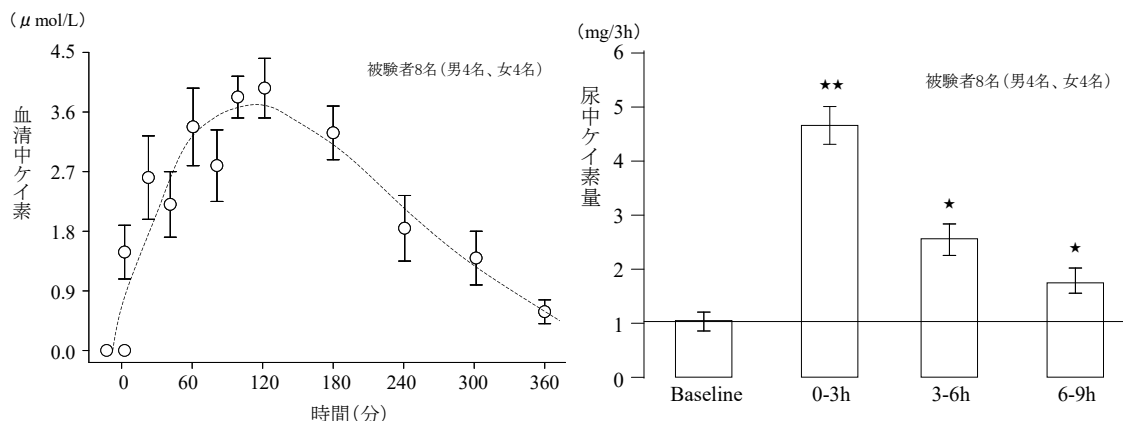 (μ mol/L)
4.5
3.6
2.7
1.8
0.9
0.0
血清中ケイ素
被験者8名(男4名、女4名)
0 60 120 180 240 300 360
時間(分)
(mg/3h)
6
5
4
3
2
1
0
尿中ケイ素量
被験者8名(男4名、女4名)
★★
★
★
Baseline 0-3h 3-6h 6-9h